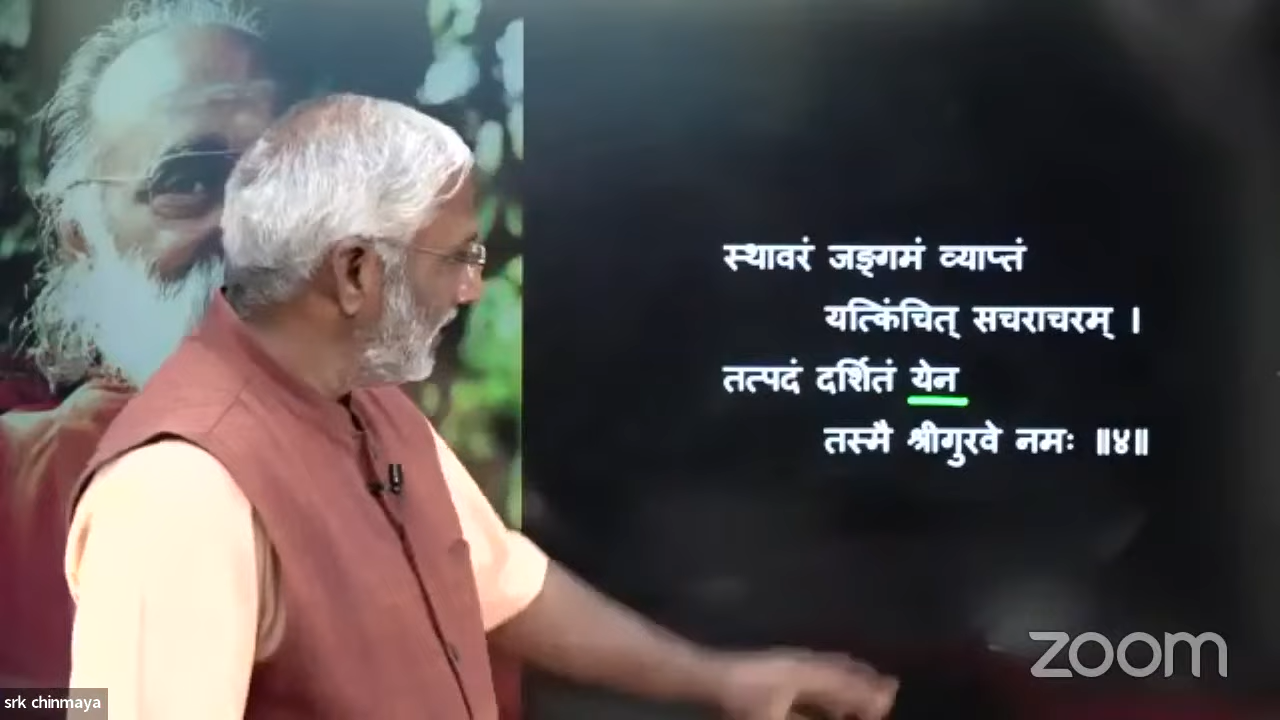 स्थावरं जङ्गमं व्याप्तं
यत्किंचित् सचराचरम् ।
तत्पदं दर्शितं येन
तस्मै श्रीगुरवे नमः ॥४॥
zoom
srk chinmaya